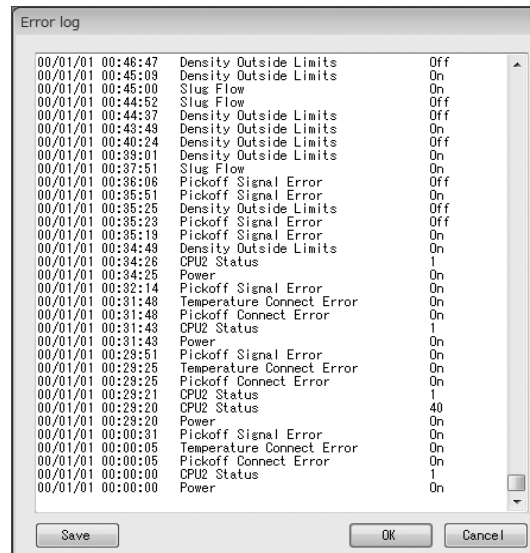 Error log
00/01/01 00:46:47 Density Outside Limits Off
00/01/01 00:45:09 Density Outside Limits On
00/01/01 00:45:00 Slug Flow On
00/01/01 00:44:52 Slug Flow Off
00/01/01 00:44:37 Density Outside Limits Off
00/01/01 00:43:49 Density Outside Limits On
00/01/01 00:40:24 Density Outside Limits Off
00/01/01 00:39:01 Density Outside Limits On
00/01/01 00:37:51 Slug Flow On
00/01/01 00:36:06 Pickoff Signal Error Off
00/01/01 00:35:51 Pickoff Signal Error On
00/01/01 00:35:25 Density Outside Limits Off
00/01/01 00:35:23 Pickoff Signal Error Off
00/01/01 00:35:19 Pickoff Signal Error On
00/01/01 00:34:49 Density Outside Limits On
00/01/01 00:34:26 CPU2 Status 1
00/01/01 00:34:25 Power On
00/01/01 00:32:14 Pickoff Signal Error On
00/01/01 00:31:48 Temperature Connect Error On
00/01/01 00:31:48 Pickoff Connect Error On
00/01/01 00:31:43 CPU2 Status 1
00/01/01 00:31:43 Power On
00/01/01 00:29:51 Pickoff Signal Error On
00/01/01 00:29:25 Temperature Connect Error On
00/01/01 00:29:25 Pickoff Connect Error On
00/01/01 00:29:21 CPU2 Status 1
00/01/01 00:29:20 CPU2 Status 40
00/01/01 00:29:20 Power On
00/01/01 00:00:31 Pickoff Signal Error On
00/01/01 00:00:05 Temperature Connect Error On
00/01/01 00:00:05 Pickoff Connect Error On
00/01/01 00:00:00 CPU2 Status 1
00/01/01 00:00:00 Power On
Save OK Cancel